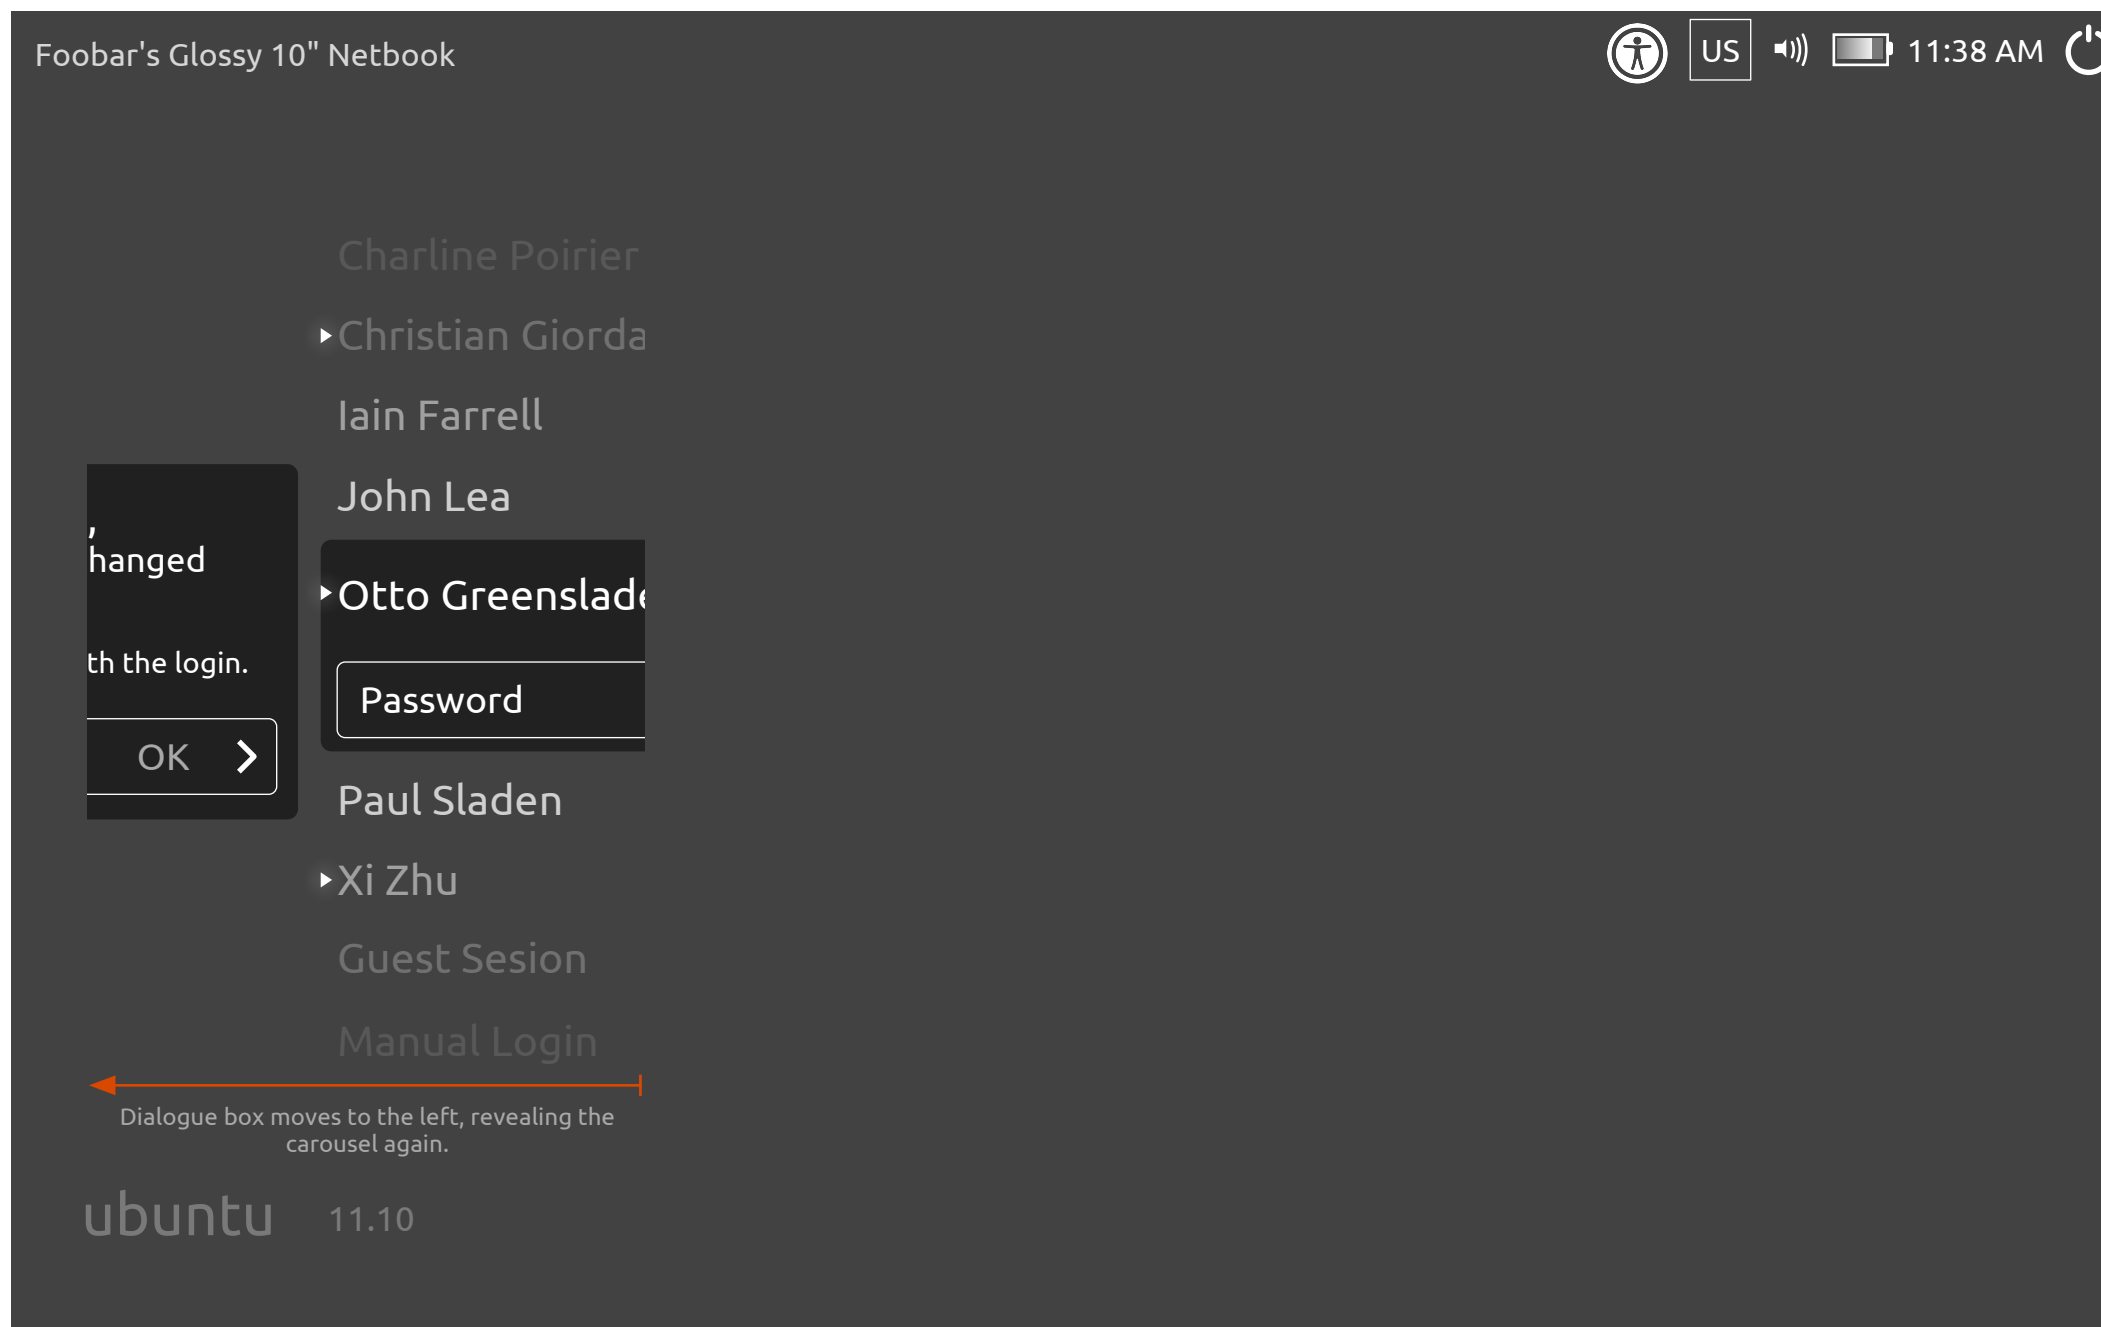 Foobar's Glossy 10" Netbook
US
11:38 AM
Charline Poirier
Christian Giorda
Iain Farrell
John Lea
,
hanged
th the login.
OK
Otto Greenslade
Password
Paul Sladen
Xi Zhu
Guest Sesion
Manual Login
Dialogue box moves to the left, revealing the
carousel again.
ubuntu 11.10